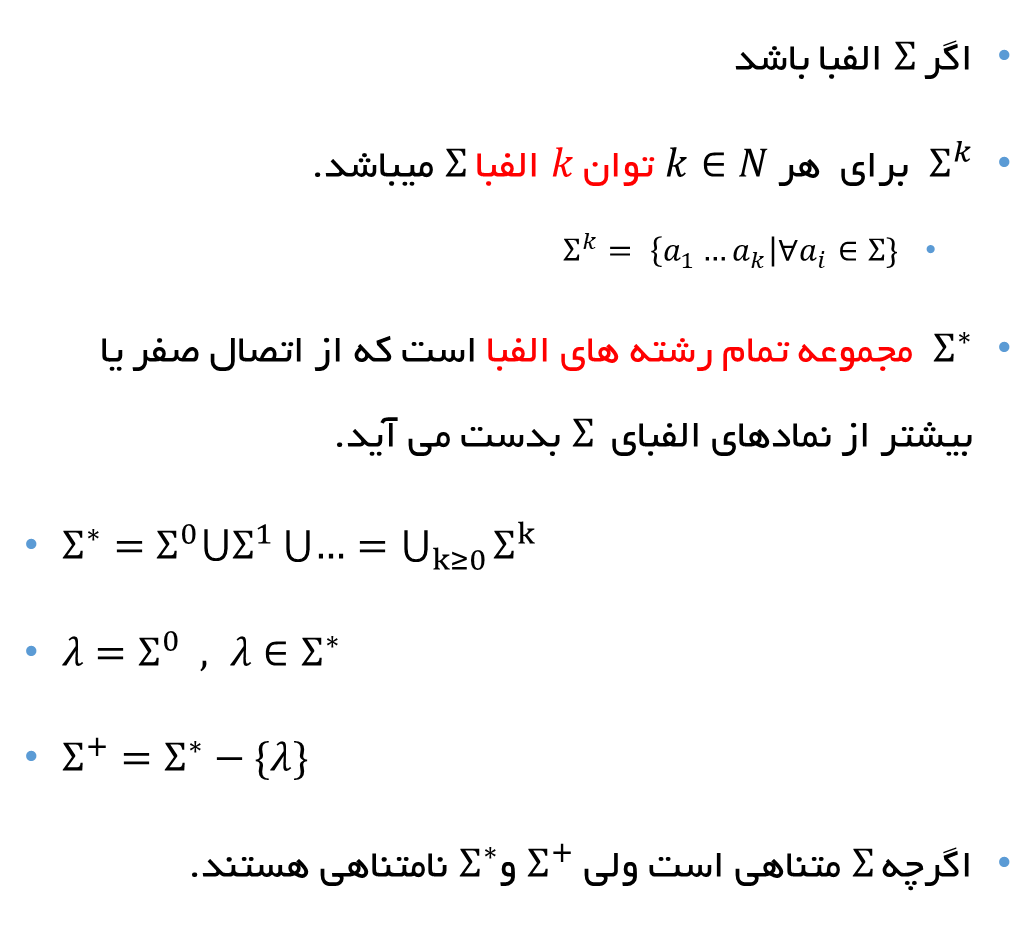 • اگر Σ الفبا باشد
• Σ^k برای هر k ∈ N توان k الفبا Σ میباشد.
• Σ^k = {a_1 … a_k|∀a_i ∈ Σ}
• Σ^* مجموعه تمام رشته های الفبا است که از اتصال صفر یا
بیشتر از نمادهای الفبای Σ بدست می آید.
• Σ^* = Σ^0⋃Σ^1 ⋃… = ⋃_{k≥0} Σ^k
• λ = Σ^0 , λ ∈ Σ^*
• Σ^+ = Σ^* − {λ}
• اگرچه Σ متناهی است ولی Σ^+ و Σ^* نامتناهی هستند.